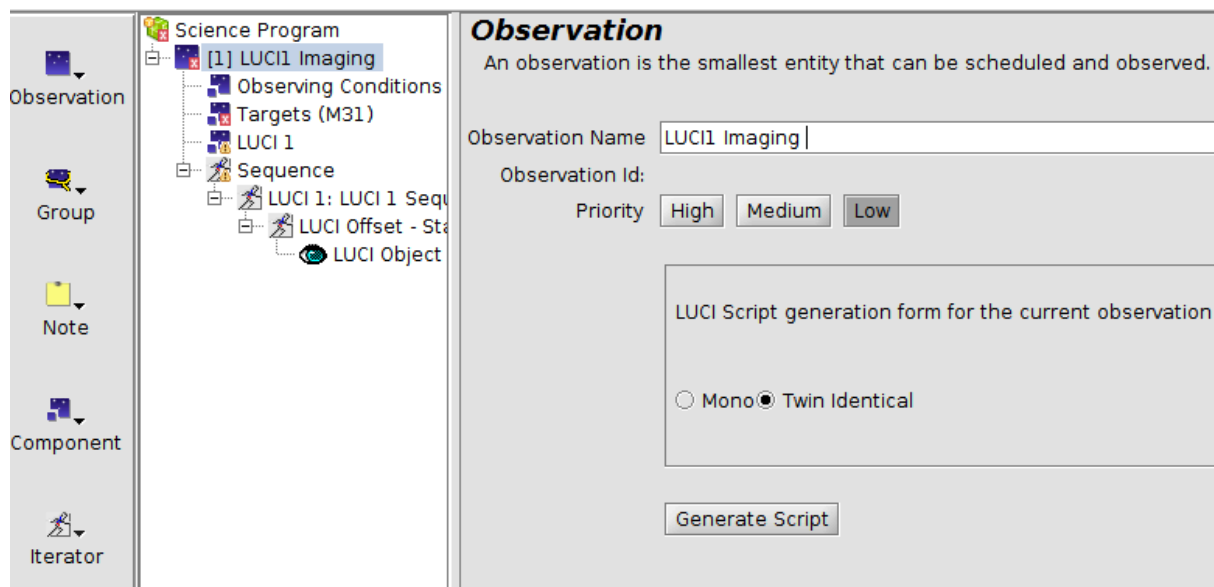 Observation
Group
Note
Component
Iterator
Science Program
[1] LUCI1 Imaging
Observing Conditions
Targets (M31)
LUCI 1
Sequence
LUCI 1: LUCI 1 Sequ
LUCI Offset - Sta
LUCI Object
Observation
An observation is the smallest entity that can be scheduled and observed.
Observation Name LUCI1 Imaging
Observation Id:
Priority High Medium Low
LUCI Script generation form for the current observation
Mono Twin Identical
Generate Script